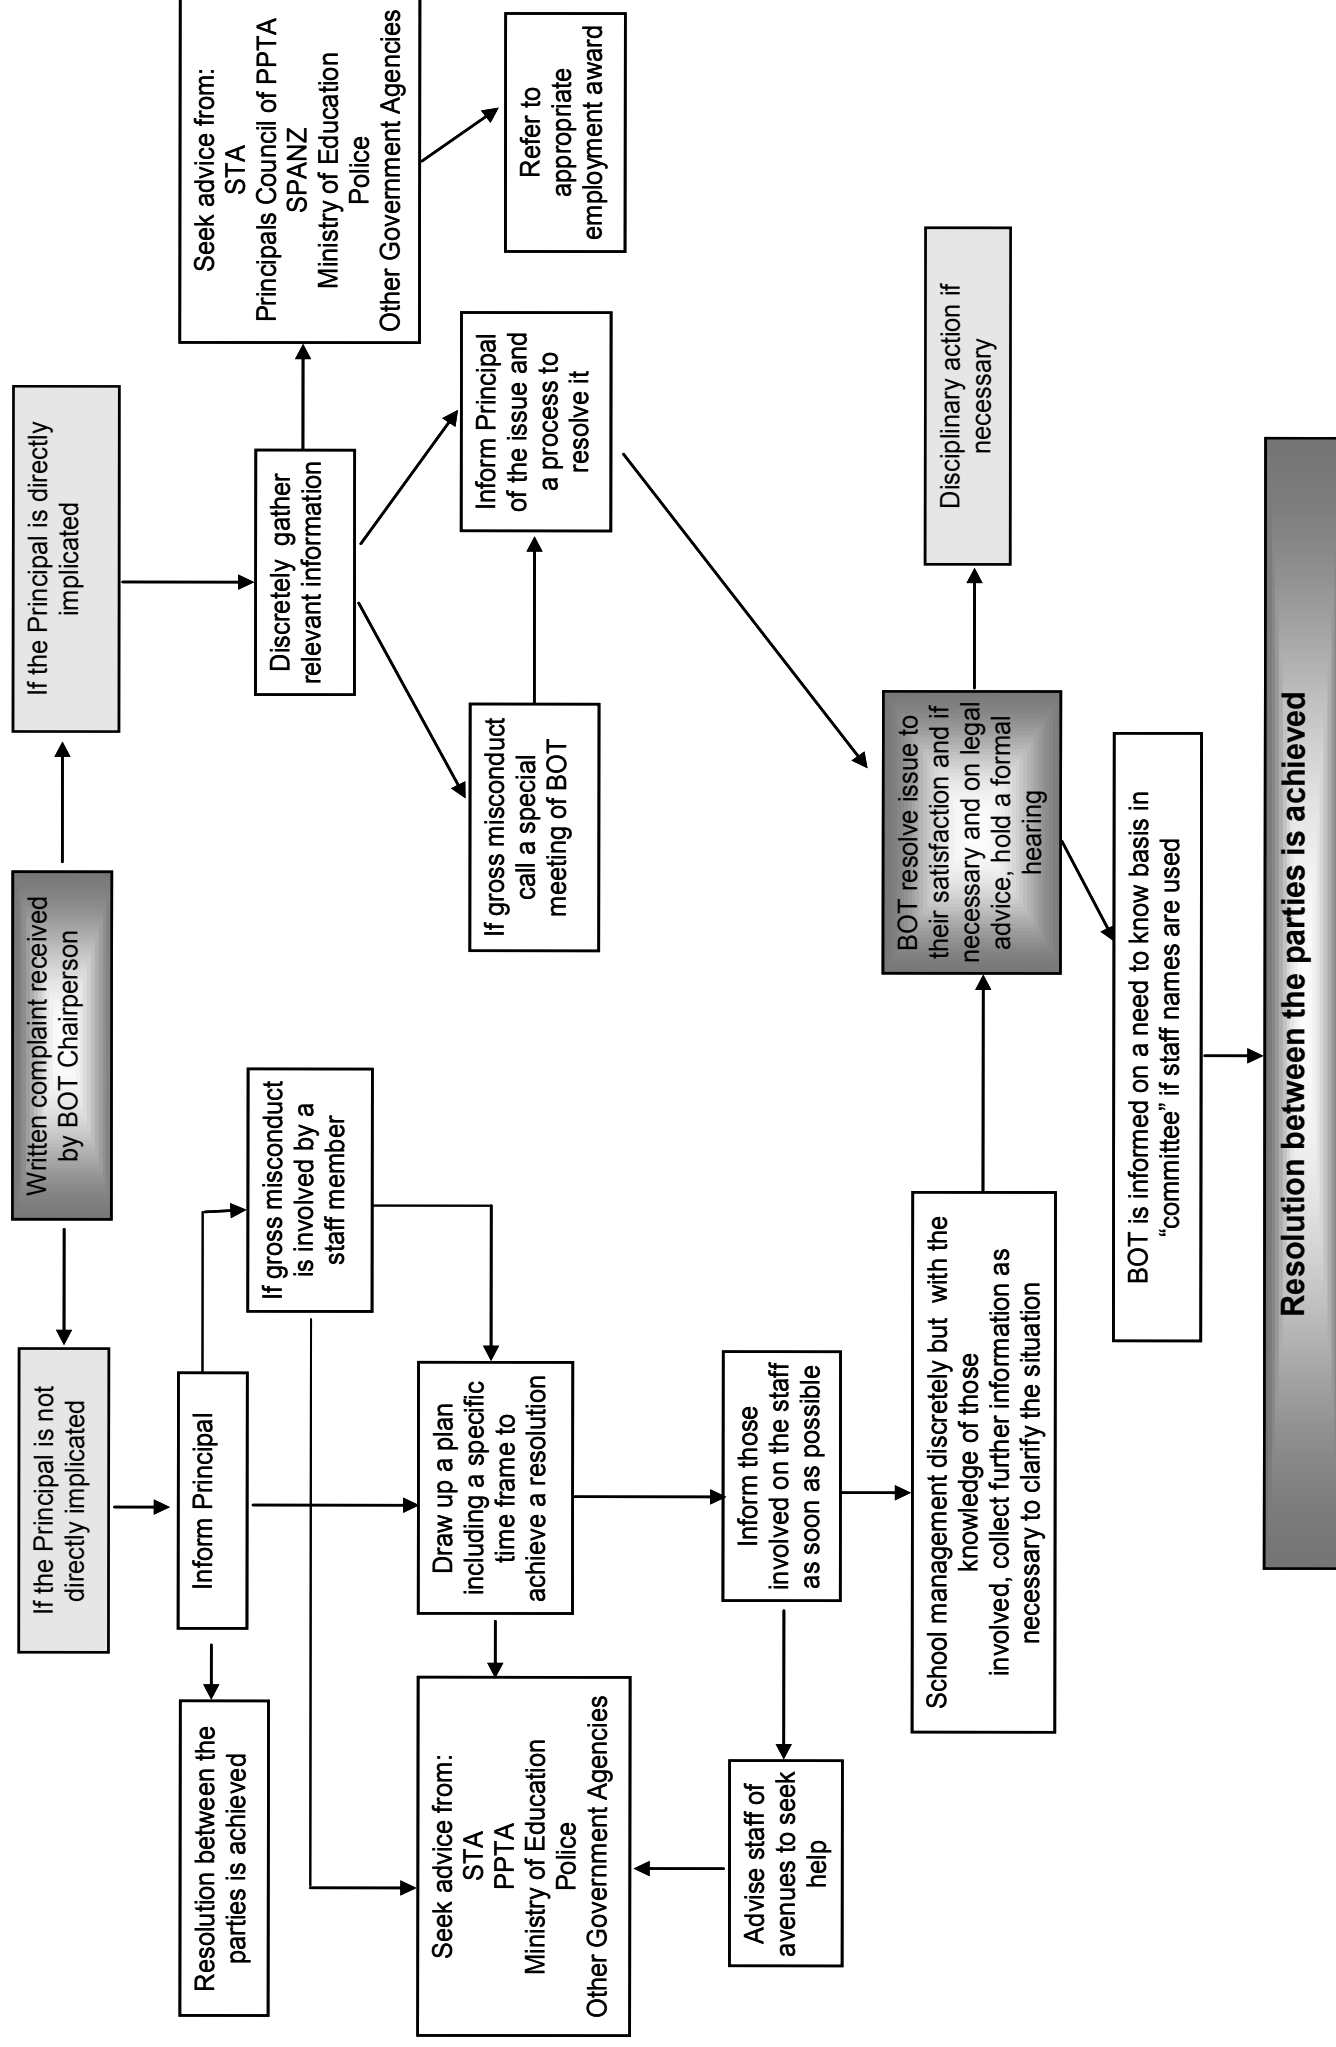 Written complaint received
by BOT Chairperson
If the Principal is not
directly implicated
If the Principal is directly
implicated
Resolution between the
parties is achieved
Inform Principal
If gross misconduct
is involved by a
staff member
Discretely gather
relevant information
Seek advice from:
STA
Principals Council of PPTA
SPANZ
Ministry of Education
Police
Other Government Agencies
Seek advice from:
STA
PPTA
Ministry of Education
Police
Other Government Agencies
Draw up a plan
including a specific
time frame to
achieve a resolution
If gross misconduct
call a special
meeting of BOT
Inform Principal
of the issue and
a process to
resolve it
Refer to
appropriate
employment award
Advise staff of
avenues to seek
help
Inform those
involved on the staff
as soon as possible
School management discretely but with the
knowledge of those
involved, collect further information as
necessary to clarify the situation
BOT resolve issue to
their satisfaction and if
necessary and on legal
advice, hold a formal
hearing
Disciplinary action if
necessary
BOT is informed on a need to know basis in
“committee” if staff names are used
Resolution between the parties is achieved